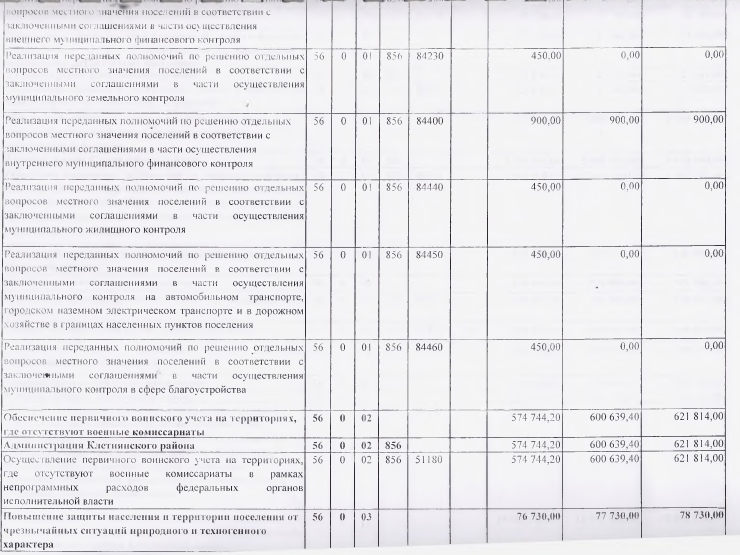 вопросов местного значения поселений в соответствии с
заключенными соглашениями в части осуществления
внешнего муниципального финансового контроля
Реализация переданных полномочий по решению отдельных 56 0 01 856 84230 450,00 0,00 0,00
вопросов местного значения поселений в соответствии с
заключенными соглашениями в части осуществления
муниципального земельного контроля
Реализация переданных полномочий по решению отдельных 56 0 01 856 84400 900,00 900,00 900,00
вопросов местного значения поселений в соответствии с
заключенными соглашениями в части осуществления
внутреннего муниципального финансового контроля
Реализация переданных полномочий по решению отдельных 56 0 01 856 84440 450,00 0,00 0,00
вопросов местного значения поселений в соответствии с
заключенными соглашениями в части осуществления
муниципального жилищного контроля
Реализация переданных полномочий по решению отдельных 56 0 01 856 84450 450,00 0,00 0,00
вопросов местного значения поселений в соответствии с
заключенными соглашениями в части осуществления
муниципального контроля на автомобильном транспорте,
городском наземном электрическом транспорте и в дорожном
хозяйстве в границах населенных пунктов поселения
Реализация переданных полномочий по решению отдельных 56 0 01 856 84460 450,00 0,00 0,00
вопросов местного значения поселений в соответствии с
заключенными соглашениями в части осуществления
муниципального контроля в сфере благоустройства
Обеспечение первичного воинского учета на территориях, 56 0 02 574 744,20 600 639,40 621 814,00
где отсутствуют военные комиссариаты
Администрация Клетнянского района 56 0 02 856 574 744,20 600 639,40 621 814,00
Осуществление первичного воинского учета на территориях, 56 0 02 856 51180 574 744,20 600 639,40 621 814,00
где отсутствуют военные комиссариаты в рамках
непрограммных расходов федеральных органов
исполнительной власти
Повышение защиты населения и территории поселения от 56 0 03 76 730,00 77 730,00 78 730,00
чрезвычайных ситуаций природного и техногенного
характера